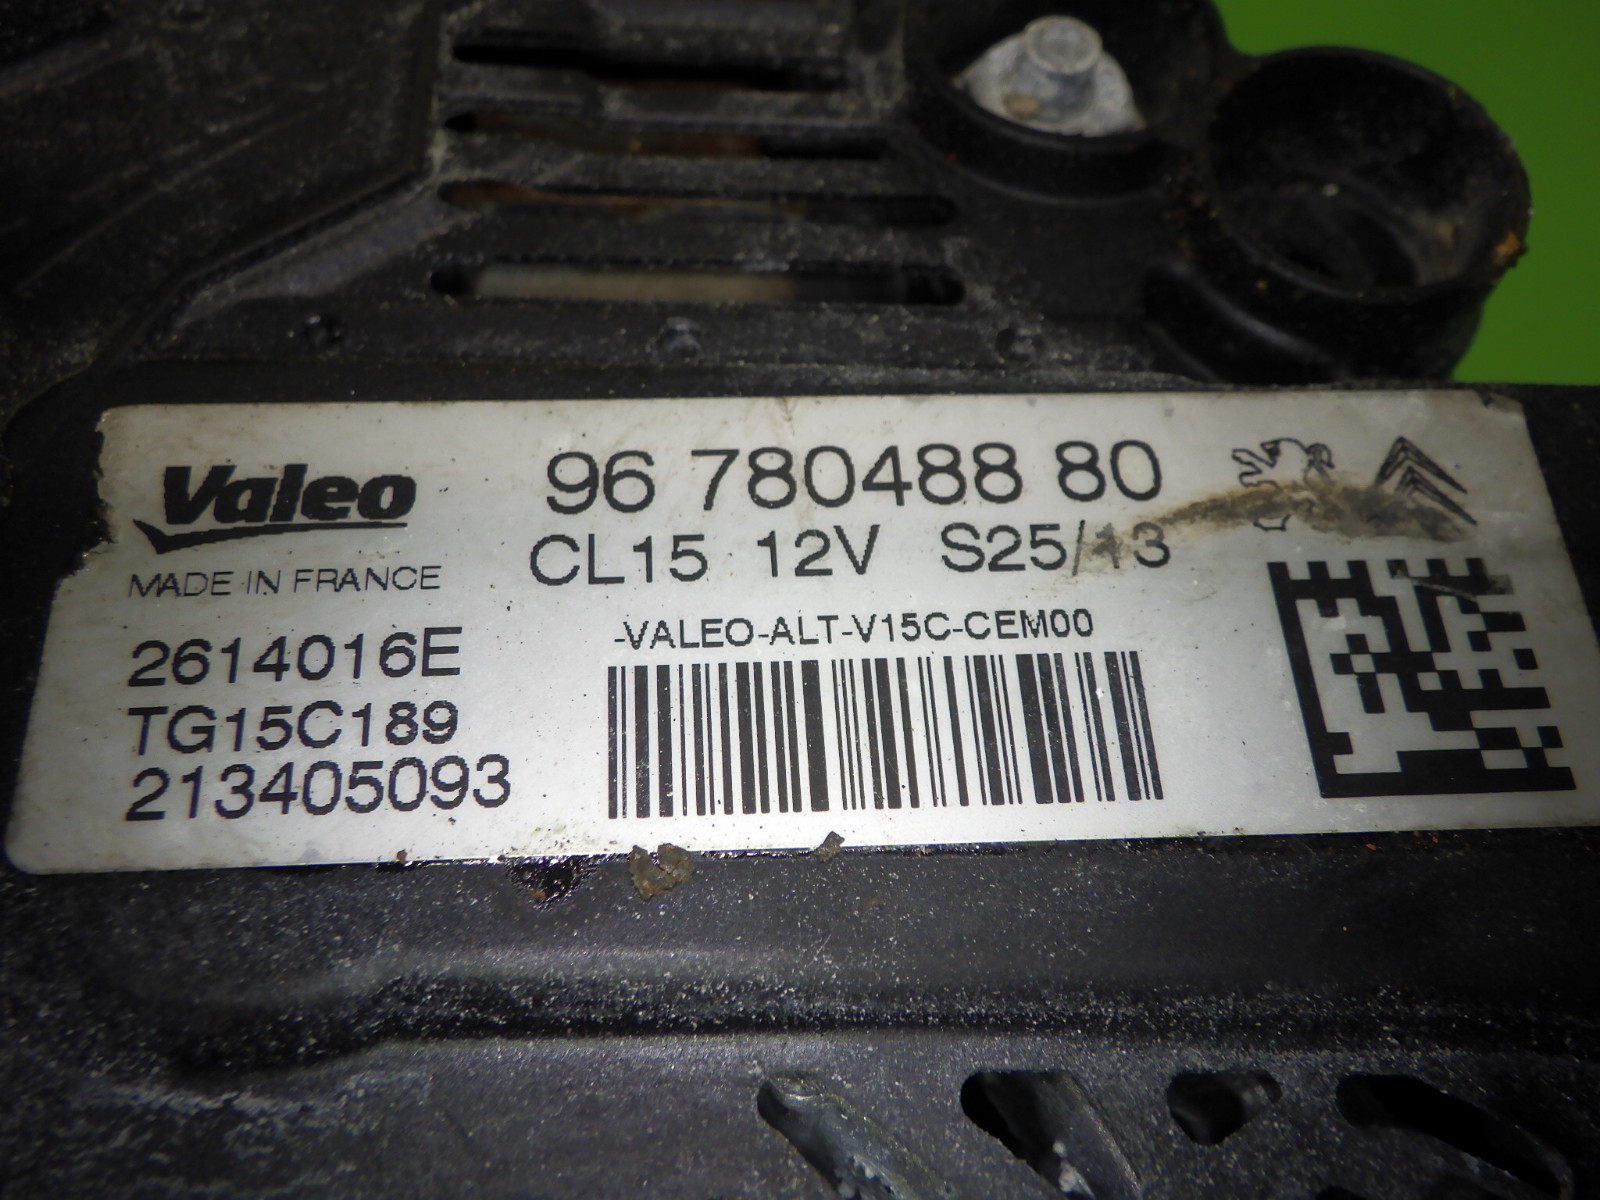 Valeo
MADE IN FRANCE
2614016E
TG15C189
213405093
96 780488 80
CL15 12V S25/13
-VALEO-ALT-V15C-CEM00